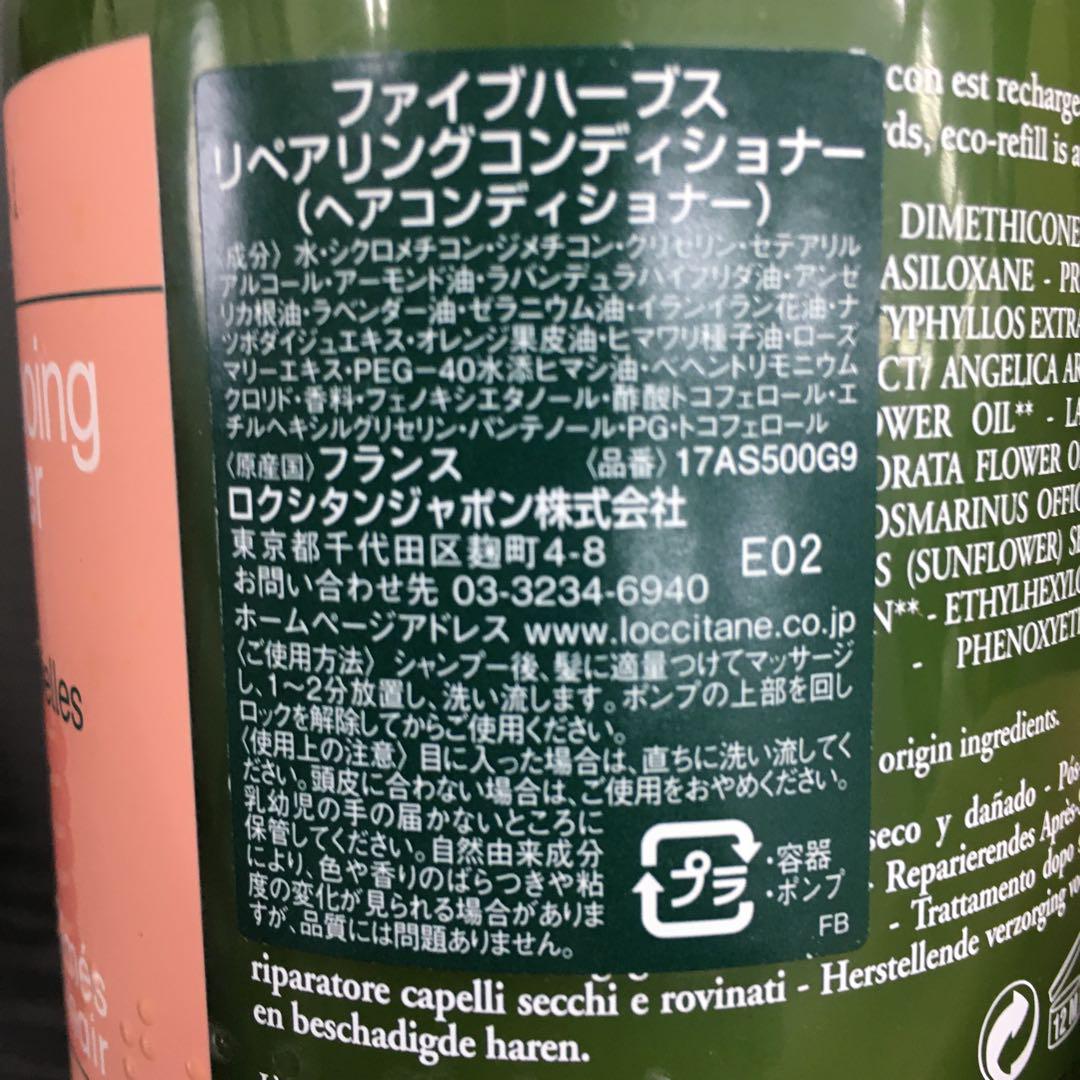 ファイブハーブス
リペアリングコンディショナー
(ヘアコンディショナー)
〈成分〉水・シクロメチコン・ジメチコン・グリセリン・セテアリル
アルコール・アーモンド油・ラバンデュラハイブリダ油・アンゼ
リカ根油・ラベンダー油・ゼラニウム油・イランイラン花油・ナ
ツボダイジュエキス・オレンジ果皮油・ヒマワリ種子油・ローズ
マリーエキス・PEG-40水添ヒマシ油・ベヘントリモニウム
クロリド・香料・フェノキシエタノール・酢酸トコフェロール・エ
チルヘキシルグリセリン・パンテノール・PG・トコフェロール
〈原産国〉フランス 〈品番〉17AS500G9
ロクシタンジャポン株式会社
東京都千代田区麹町4-8 E02
お問い合わせ先 03-3234-6940
ホームページアドレス www.loccitane.co.jp
〈ご使用方法〉 シャンプー後、髪に適量つけてマッサージ
し、1〜2分放置し、洗い流します。ポンプの上部を回し
ロックを解除してからご使用ください。
〈使用上の注意〉 目に入った場合は、直ちに洗い流してく
ださい。頭皮に合わない場合は、ご使用をおやめください。
乳幼児の手の届かないところに
保管してください。自然由来成分
により、色や香りのばらつきや粘
度の変化が見られる場合がありま
すが、品質には問題ありません。
プラ
・容器
・ポンプ
FB
con est recharge
rds, eco-refill is a
DIMETHICONE
ASILOXANE - PR
YPHYLLOS EXTRA
CT/ ANGELICA AR
OWER OIL** - LA
ORATA FLOWER O
OSMARINUS OFFIC
S (SUNFLOWER) SE
N** - ETHYLHEXYL
- PHENOXYET
origin ingredients.
seco y dañado - Pós
- Reparierendes Après-
- Trattamento dopo s
riparatore capelli secchi e rovinati - Herstellende verzorging vo
en beschadigde haren.
12 M
oing
er
elles
més
air